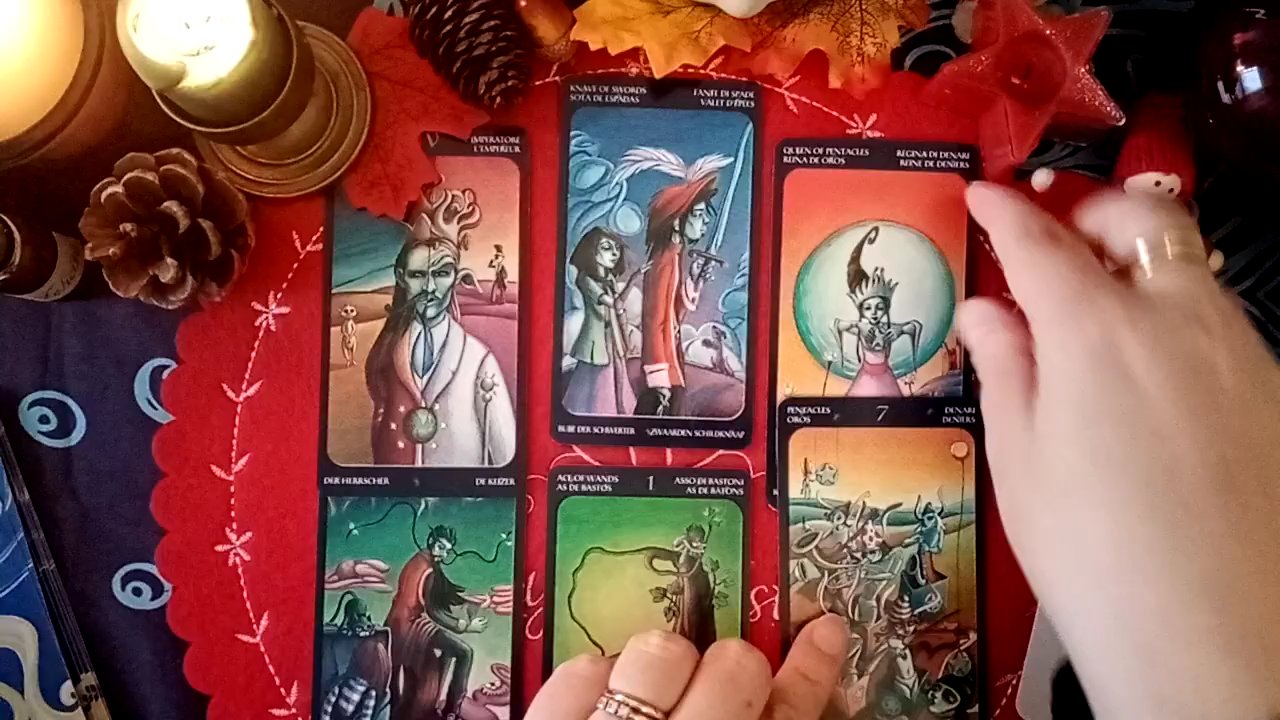 V IMPERATORE
L'EMPEREUR
DER HERRSCHER DE KEIZER
KNAVE OF SWORDS FANTE DI SPADE
SOTA DE ESPADAS VALET D'ÉPÉES
BUBE DER SCHWERTER ZWAARDEN SCHILDKNAAP
ACE OF WANDS 1 ASSO DI BASTONI
AS DE BASTOS AS DE BATONS
QUEEN OF PENTACLES REGINA DI DENARI
REINA DE OROS REINE DE DENIERS
PENTACLES 7 DENARI
OROS DENIERS